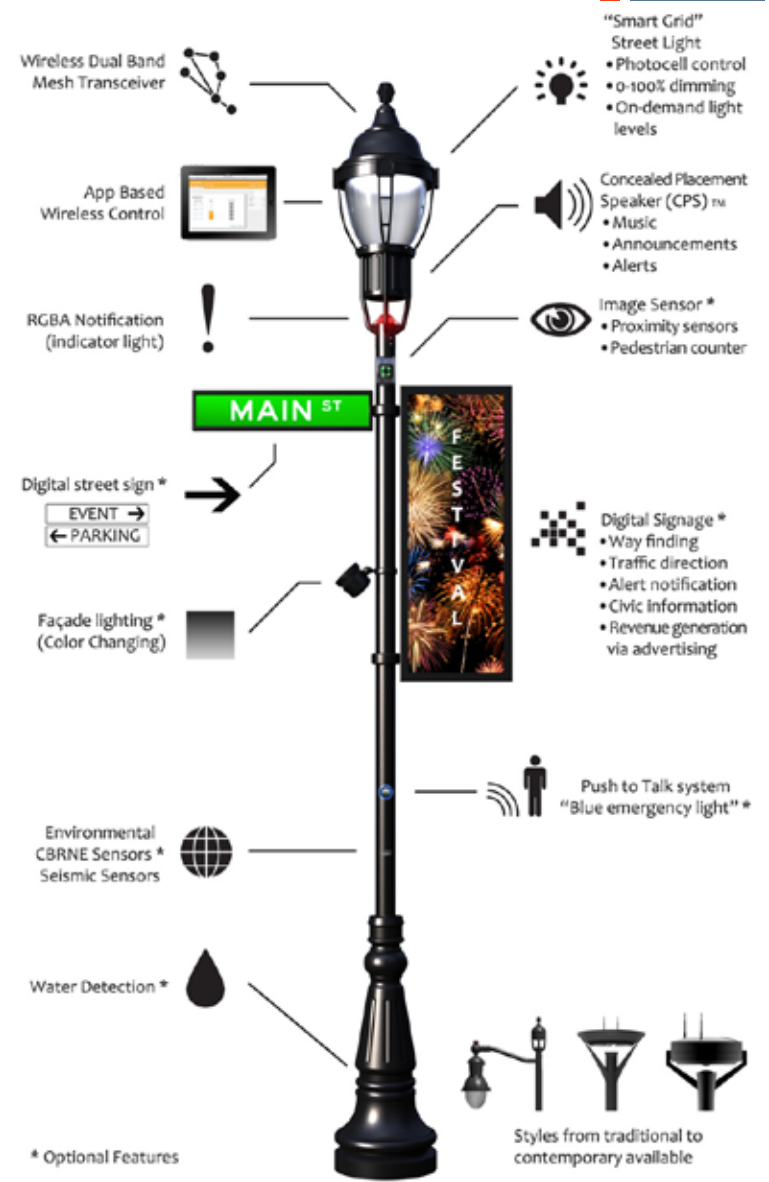 Wireless Dual Band
Mesh Transceiver
"Smart Grid"
Street Light
• Photocell control
• 0-100% dimming
• On-demand light
levels
App Based
Wireless Control
Concealed Placement
Speaker (CPS) TM
• Music
• Announcements
• Alerts
RGBA Notification
(indicator light)
Image Sensor *
• Proximity sensors
• Pedestrian counter
MAIN ST
FESTIVAL
Digital street sign *
EVENT →
← PARKING
Digital Signage *
• Way finding
• Traffic direction
• Alert notification
• Civic information
• Revenue generation
via advertising
Façade lighting *
(Color Changing)
Push to Talk system
"Blue emergency light" *
Environmental
CBRNE Sensors *
Seismic Sensors
Water Detection *
Styles from traditional to
contemporary available
* Optional Features